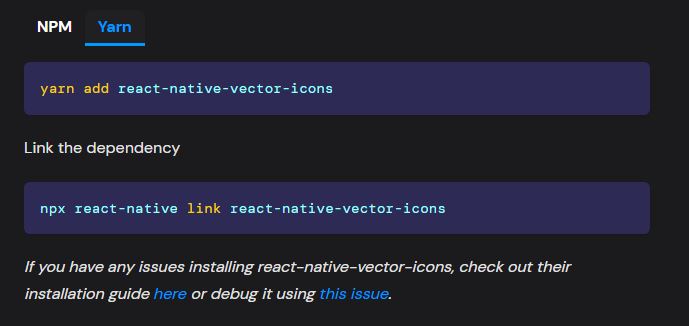 NPM Yarn
yarn add react-native-vector-icons
Link the dependency
npx react-native link react-native-vector-icons
If you have any issues installing react-native-vector-icons, check out their
installation guide here or debug it using this issue.